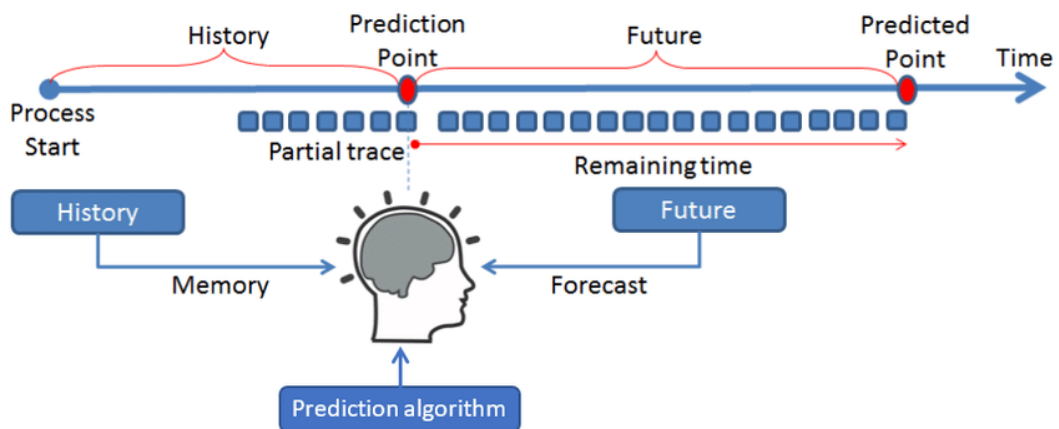 History
Prediction
Point
Future
Predicted
Point
Time
Process
Start
Partial trace
Remaining time
History
Future
Memory
Forecast
Prediction algorithm